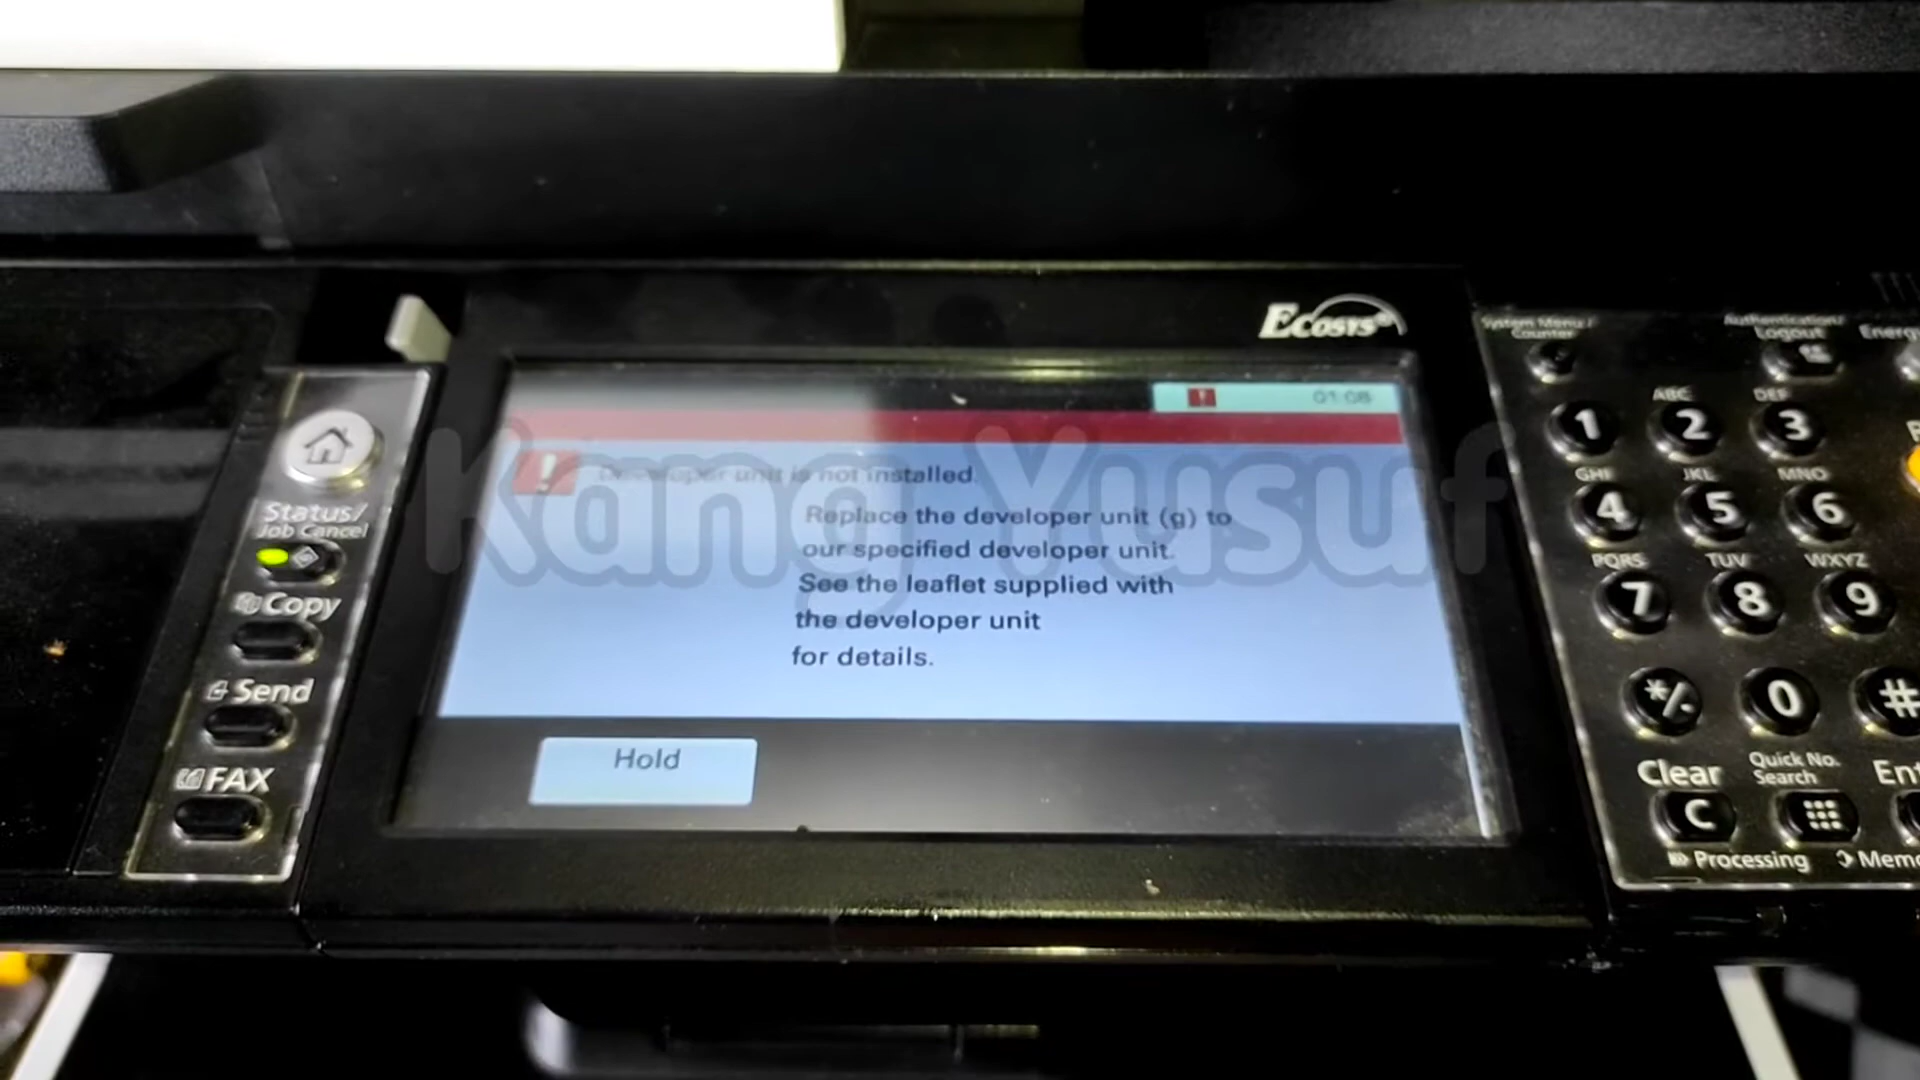 Ecosys
01:08
Developer unit is not installed.
Replace the developer unit (g) to
our specified developer unit.
See the leaflet supplied with
the developer unit
for details.
Hold
Kang Yusuf
Status/
Job Cancel
Copy
Send
FAX
System Menu/
Counter
Authentication/
Logout
1
ABC
2
DEF
3
GHI
4
JKL
5
MNO
6
PQRS
7
TUV
8
WXYZ
9
*/.
0
#
Clear
Quick No.
Search
C
Processing